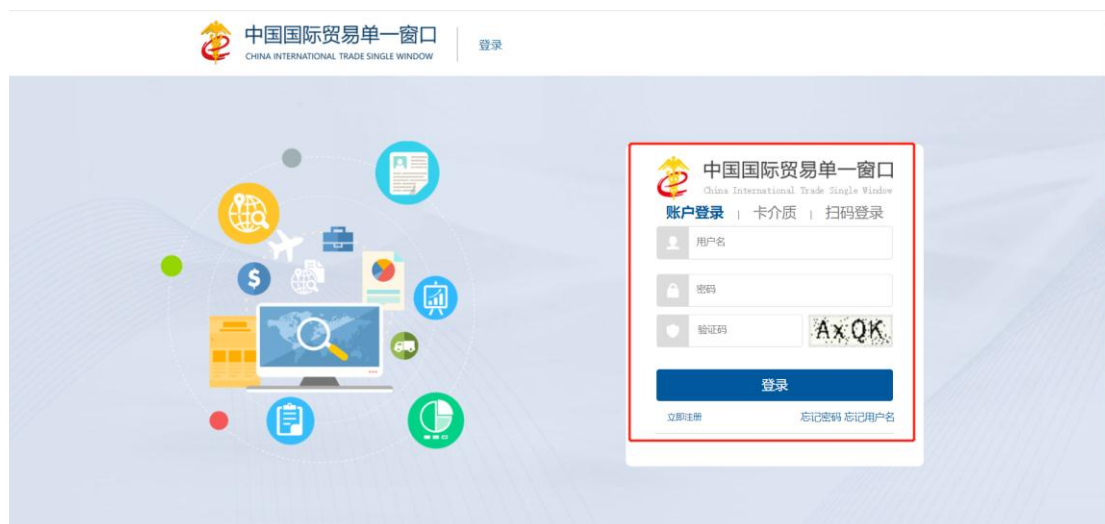 中国国际贸易单一窗口
CHINA INTERNATIONAL TRADE SINGLE WINDOW
登录
中国国际贸易单一窗口
China International Trade Single Window
账户登录 | 卡介质 | 扫码登录
用户名
密码
验证码 AxQK
登录
立即注册 忘记密码 忘记用户名